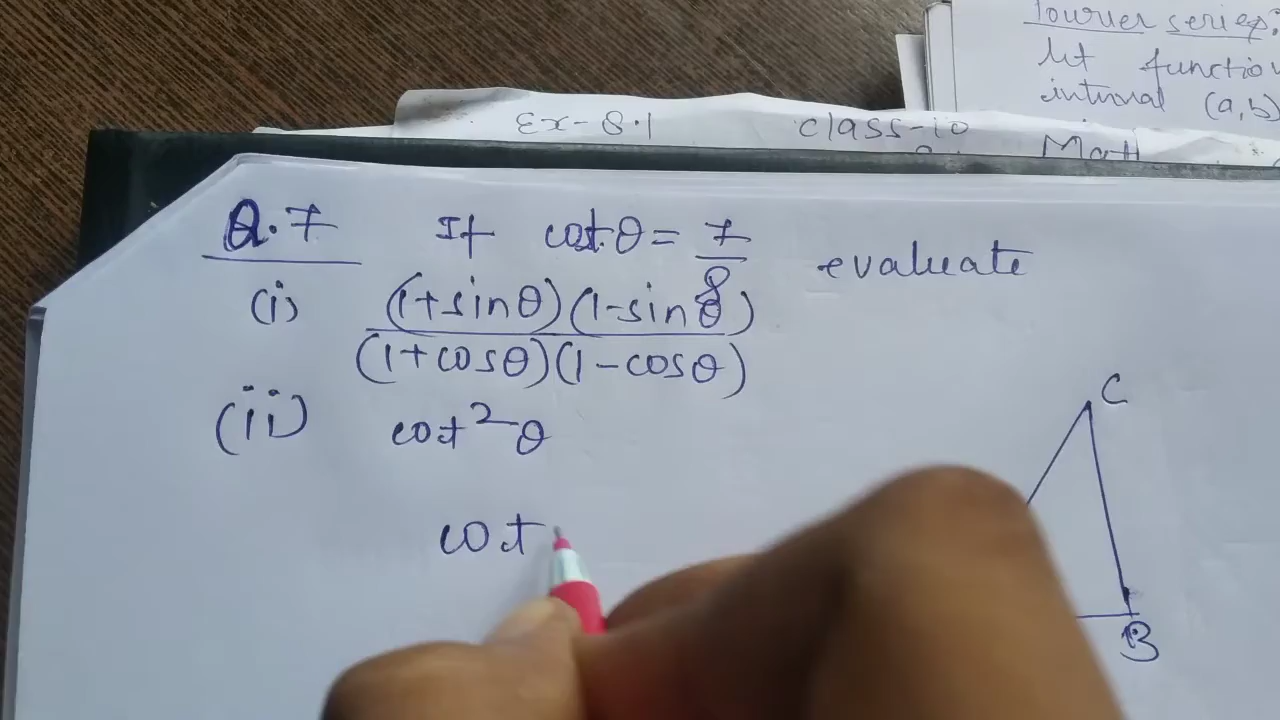 Fourier series:
let function
interval (a,b)
Ex-8.1 class-10 Math
Q.7 If cot θ = 7/8 evaluate
(i) (1+sinθ)(1-sinθ)
(1+cosθ)(1-cosθ)
(ii) cot²θ
C
cot
B